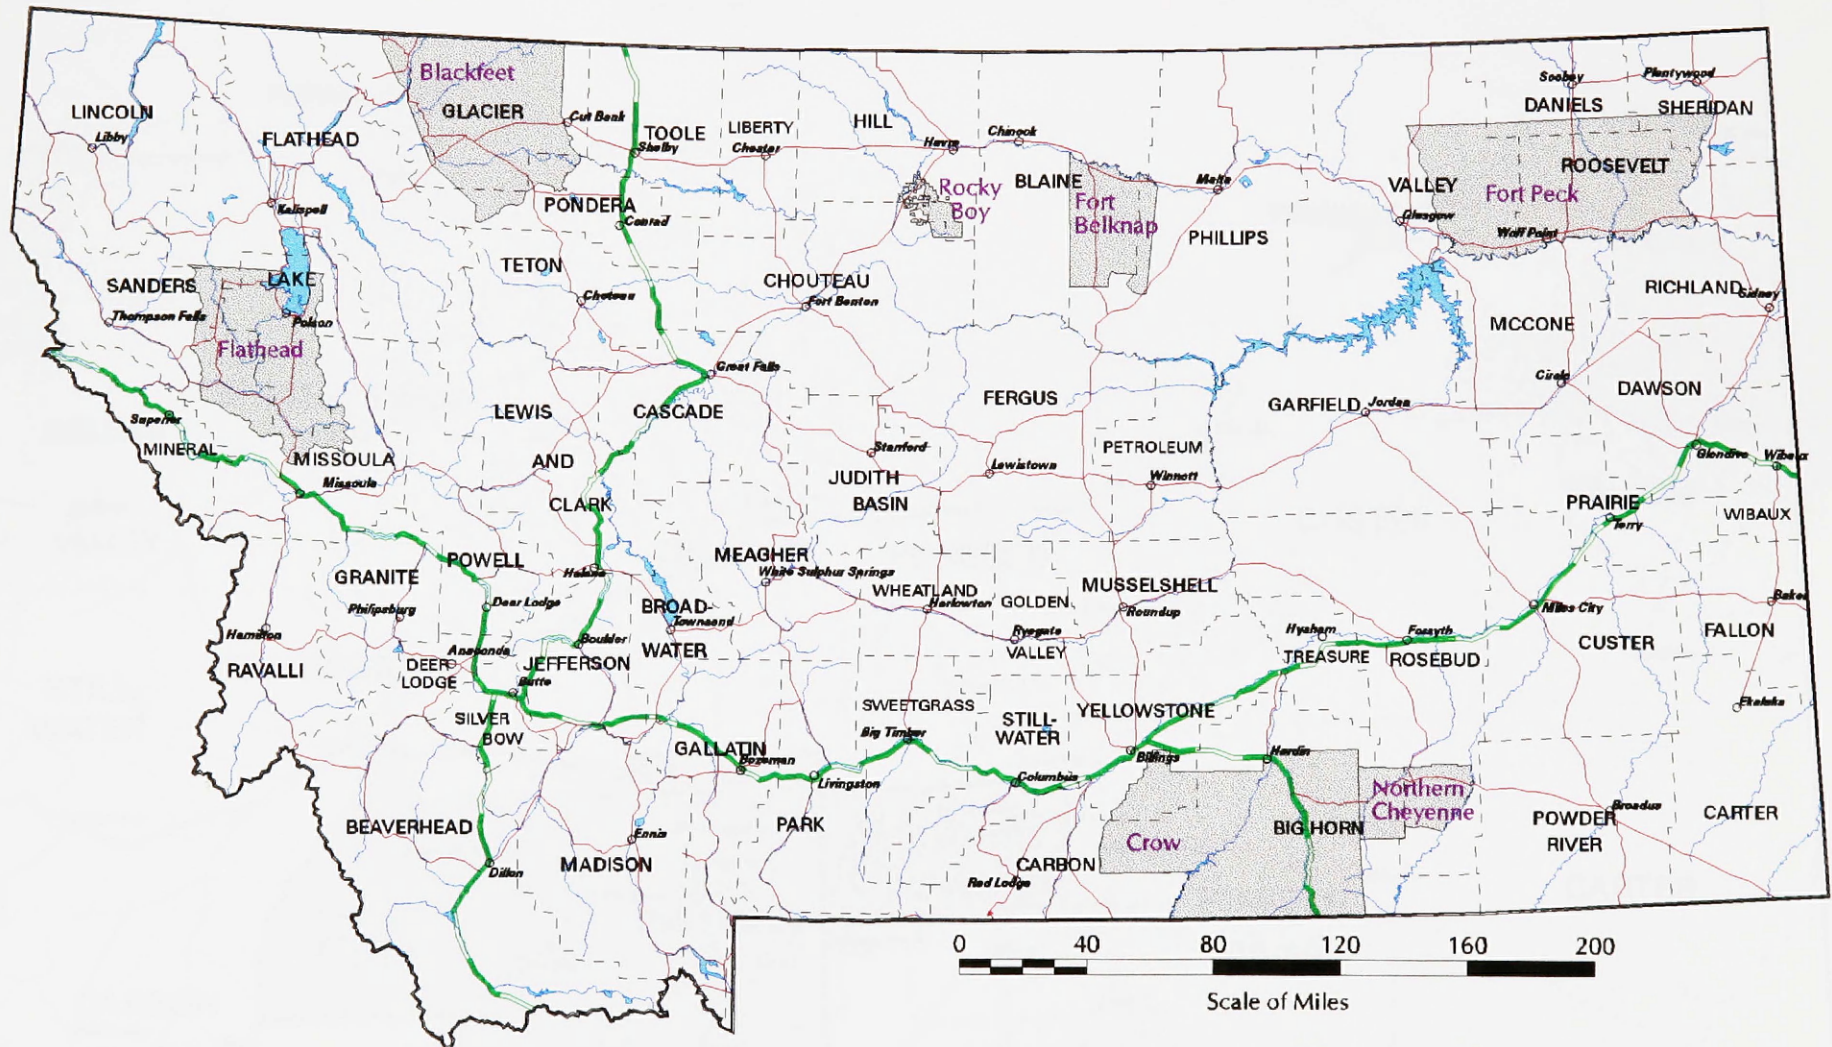 Blackfeet
Scobey
Plentywood
LINCOLN
GLACIER
DANIELS
SHERIDAN
Cut Bank
HILL
Libby
FLATHEAD
TOOLE
LIBERTY
Chinook
Shelby
Chester
Havre
ROOSEVELT
Rocky
Boy
BLAINE
Malta
VALLEY
Fort Peck
Kalispell
PONDERA
Fort
Belknap
Conrad
Glasgow
Wolf Point
PHILLIPS
TETON
SANDERS
LAKE
CHOUTEAU
RICHLAND
Sidney
Choteau
Fort Benton
Thompson Falls
Polson
MCCONE
Flathead
Great Falls
Circle
DAWSON
LEWIS
CASCADE
FERGUS
GARFIELD
Jordan
Superior
MINERAL
MISSOULA
AND
Stanford
PETROLEUM
Glendive
Wibaux
Missoula
JUDITH
BASIN
Lewistown
Winnett
CLARK
PRAIRIE
Terry
WIBAUX
POWELL
MEAGHER
GRANITE
Helena
White Sulphur Springs
WHEATLAND
MUSSELSHELL
Philipsburg
Deer Lodge
BROAD-
WATER
Townsend
Harlowton
GOLDEN
VALLEY
Roundup
Miles City
Baker
Hamilton
Boulder
Ryegate
Hysham
Forsyth
CUSTER
FALLON
RAVALLI
Anaconda
DEER
LODGE
JEFFERSON
TREASURE
ROSEBUD
Butte
SILVER
BOW
SWEETGRASS
STILL-
WATER
YELLOWSTONE
Ekalaka
GALLATIN
Big Timber
Bozeman
Livingston
Columbus
Billings
Hardin
Northern
Cheyenne
BEAVERHEAD
Ennis
PARK
Crow
BIG HORN
POWDER
RIVER
Broadus
CARTER
Dillon
MADISON
CARBON
Red Lodge
0 40 80 120 160 200
Scale of Miles